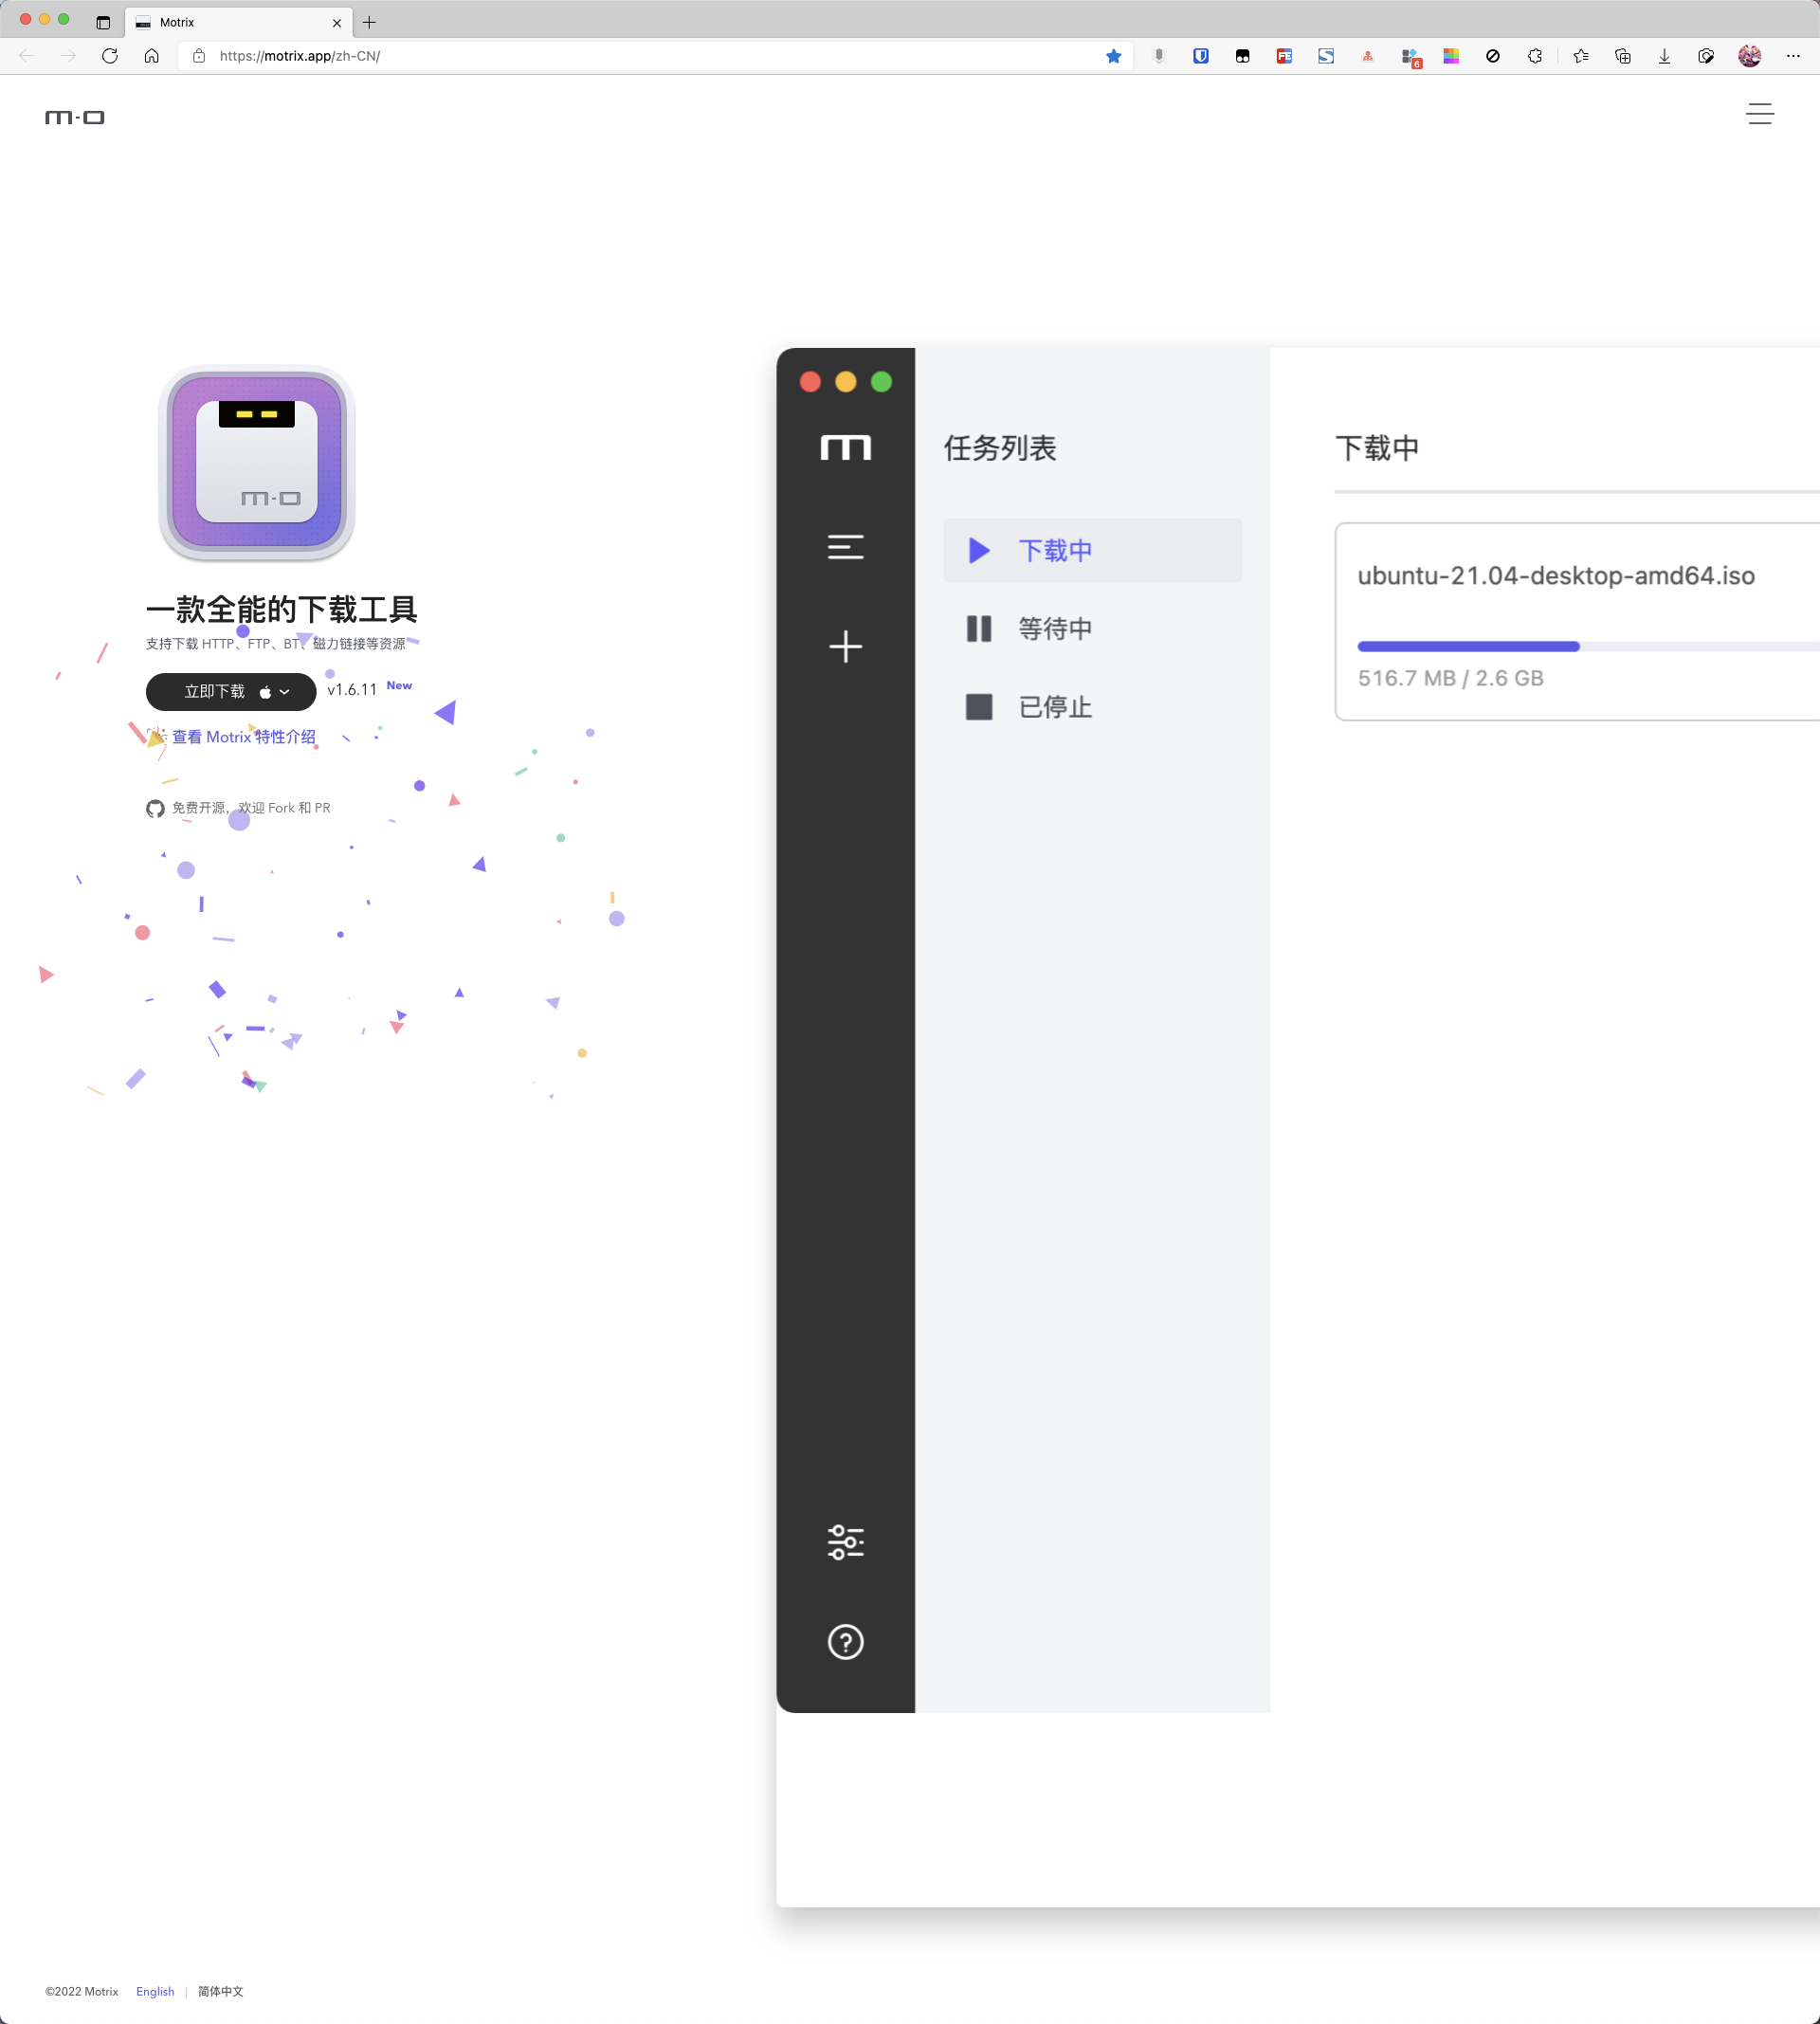 Motrix
https://motrix.app/zh-CN/
6
m-o
m-o
一款全能的下载工具
支持下载 HTTP、FTP、BT、磁力链接等资源
立即下载
v1.6.11 New
查看 Motrix 特性介绍
免费开源，欢迎 Fork 和 PR
m
任务列表
下载中
等待中
已停止
下载中
ubuntu-21.04-desktop-amd64.iso
516.7 MB / 2.6 GB
©2022 Motrix English | 简体中文